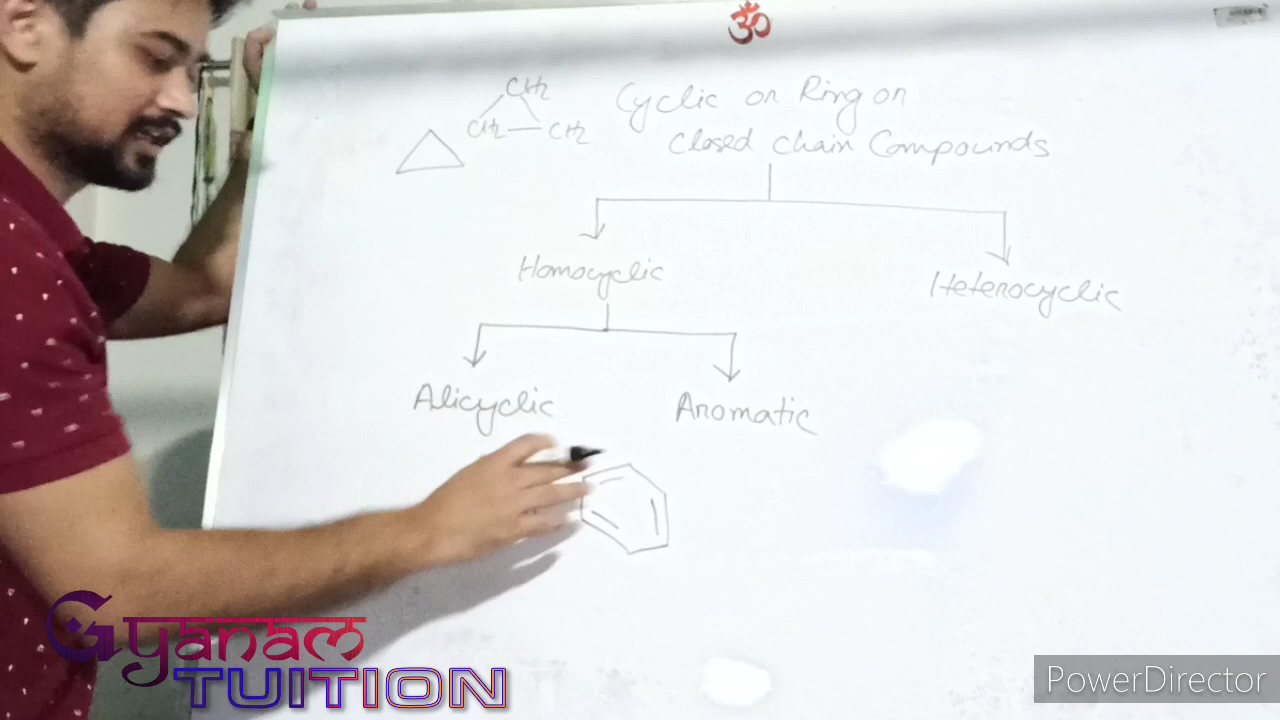 ॐ
CH2
CH2 CH2
Cyclic or Ring or
Closed Chain Compounds
Homocyclic
Heterocyclic
Alicyclic
Aromatic
Gyanam
TUITION
PowerDirector